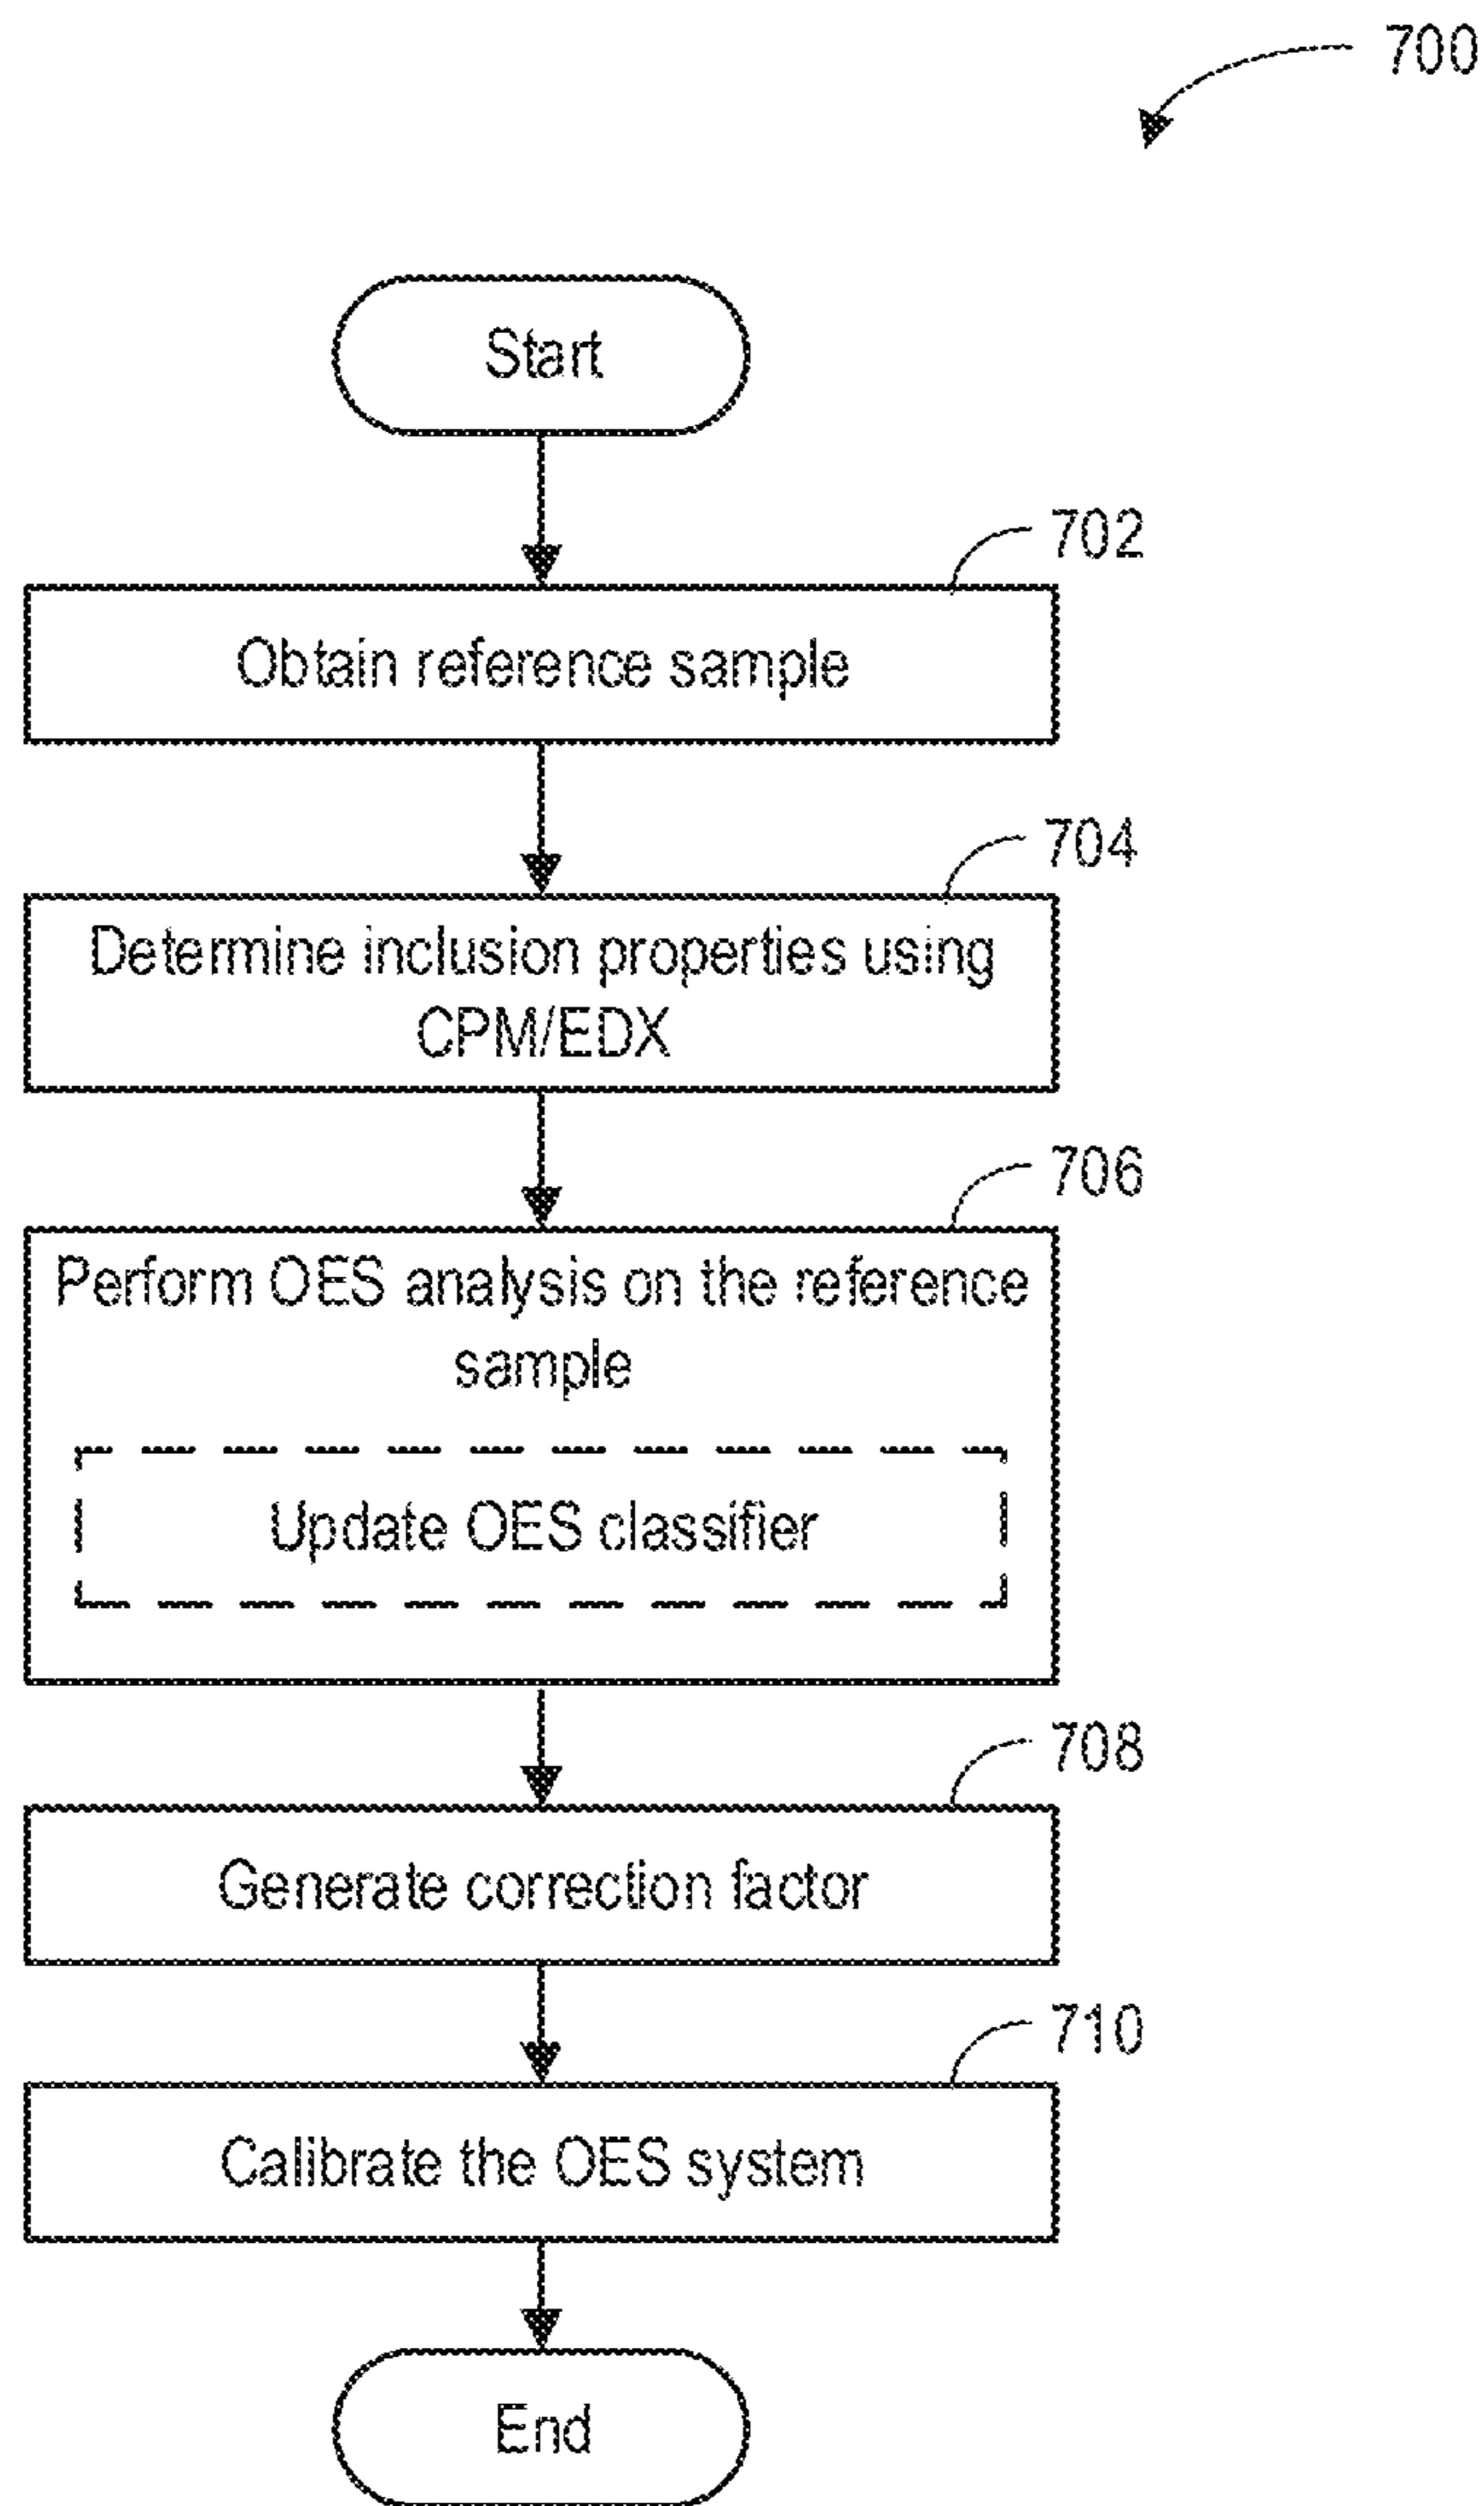 700
Start
702
Obtain reference sample
704
Determine inclusion properties using
CPM/EDX
706
Perform OES analysis on the reference
sample
Update OES classifier
708
Generate correction factor
710
Calibrate the OES system
End